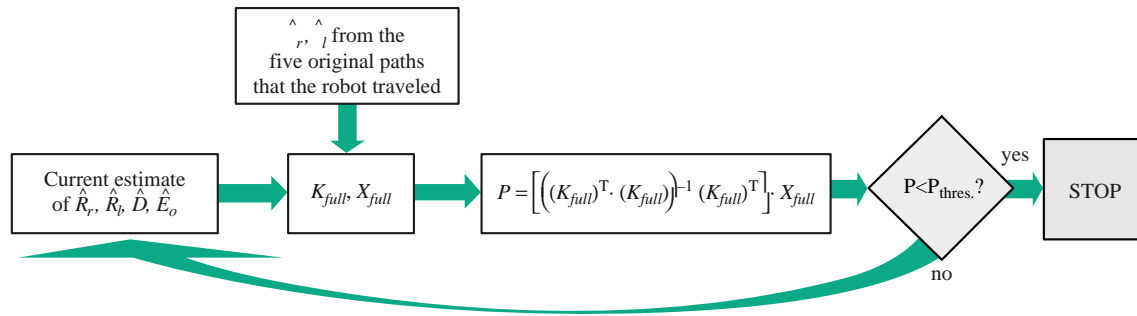 ^r, ^l from the
five original paths
that the robot traveled
Current estimate
of R̂r, R̂l, D̂, Êo
Kfull, Xfull
P = [((Kfull)T · (Kfull))–1 (Kfull)T] · Xfull
P<Pthres.?
yes
STOP
no